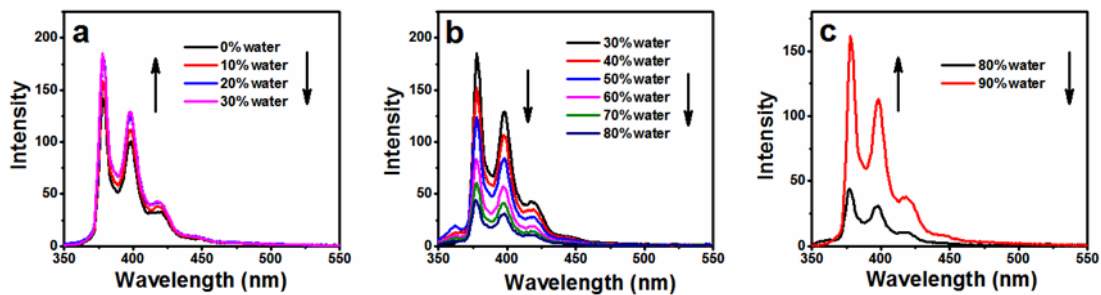 a
0%water
10%water
20%water
30%water
Intensity
200
150
100
50
0
350
400
450
500
550
Wavelength (nm)
b
30%water
40%water
50%water
60%water
70%water
80%water
Intensity
200
150
100
50
0
350
400
450
500
550
Wavelength (nm)
c
80%water
90%water
Intensity
150
100
50
0
350
400
450
500
550
Wavelength (nm)